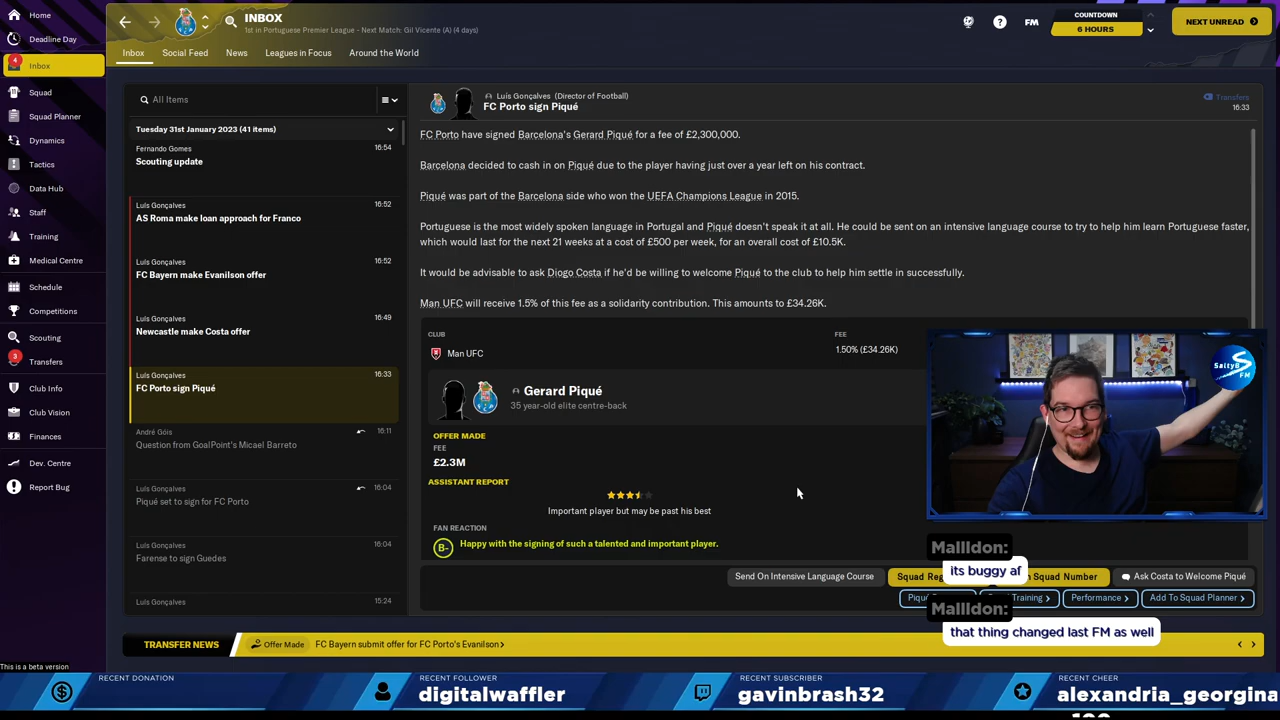 Home
Deadline Day
4
Inbox
Squad
Squad Planner
Dynamics
Tactics
Data Hub
Staff
Training
Medical Centre
Schedule
Competitions
Scouting
3
Transfers
Club Info
Club Vision
Finances
Dev. Centre
Report Bug
This is a beta version
INBOX
1st in Portuguese Premier League - Next Match: Gil Vicente (A) (4 days)
?
FM
COUNTDOWN
6 HOURS
NEXT UNREAD
Inbox
Social Feed
News
Leagues in Focus
Around the World
All Items
Tuesday 31st January 2023 (41 items)
Fernando Gomes
16:54
Scouting update
Luís Gonçalves
16:52
AS Roma make loan approach for Franco
Luís Gonçalves
16:52
FC Bayern make Evanilson offer
Luís Gonçalves
16:49
Newcastle make Costa offer
Luís Gonçalves
16:33
FC Porto sign Piqué
André Góis
16:11
Question from GoalPoint's Micael Barreto
Luís Gonçalves
16:04
Piqué set to sign for FC Porto
Luís Gonçalves
16:04
Farense to sign Guedes
Luís Gonçalves
15:24
Luís Gonçalves (Director of Football)
FC Porto sign Piqué
Transfers
16:33
FC Porto have signed Barcelona's Gerard Piqué for a fee of £2,300,000.
Barcelona decided to cash in on Piqué due to the player having just over a year left on his contract.
Piqué was part of the Barcelona side who won the UEFA Champions League in 2015.
Portuguese is the most widely spoken language in Portugal and Piqué doesn't speak it at all. He could be sent on an intensive language course to try to help him learn Portuguese faster,
which would last for the next 21 weeks at a cost of £500 per week, for an overall cost of £10.5K.
It would be advisable to ask Diogo Costa if he'd be willing to welcome Piqué to the club to help him settle in successfully.
Man UFC will receive 1.5% of this fee as a solidarity contribution. This amounts to £34.26K.
CLUB
FEE
Man UFC
1.50% (£34.26K)
Gerard Piqué
35 year-old elite centre-back
OFFER MADE
FEE
£2.3M
ASSISTANT REPORT
Important player but may be past his best
FAN REACTION
B-
Happy with the signing of such a talented and important player.
SaltyB
FM
Send On Intensive Language Course
Squad Reg
Squad Number
Ask Costa to Welcome Piqué
Training
Performance
Add To Squad Planner
Mallldon:
its buggy af
Mallldon:
that thing changed last FM as well
TRANSFER NEWS
Offer Made
FC Bayern submit offer for FC Porto's Evanilson
RECENT DONATION
RECENT FOLLOWER
digitalwaffler
RECENT SUBSCRIBER
gavinbrash32
RECENT CHEER
alexandria_georgina